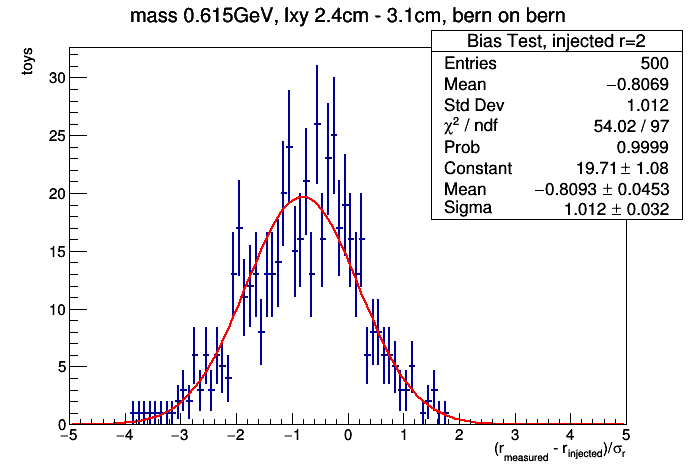 mass 0.615GeV, lxy 2.4cm - 3.1cm, bern on bern
Bias Test, injected r=2
Entries 500
Mean −0.8069
Std Dev 1.012
χ² / ndf 54.02 / 97
Prob 0.9999
Constant 19.71 ± 1.08
Mean −0.8093 ± 0.0453
Sigma 1.012 ± 0.032
toys
30
25
20
15
10
5
0
−5 −4 −3 −2 −1 0 1 2 3 4 5
(r_measured - r_injected)/σ_r